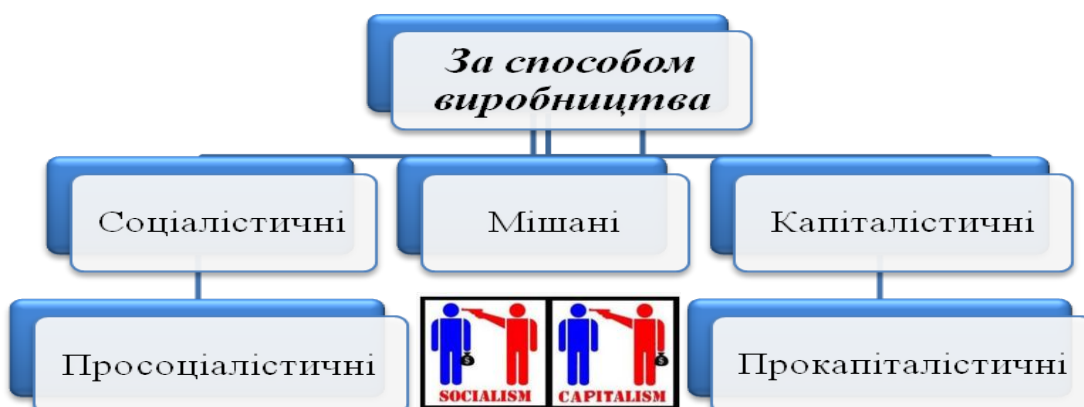 За способом
виробництва
Соціалістичні
Мішані
Капіталістичні
Просоціалістичні
$
$
SOCIALISM
CAPITALISM
Прокапіталістичні